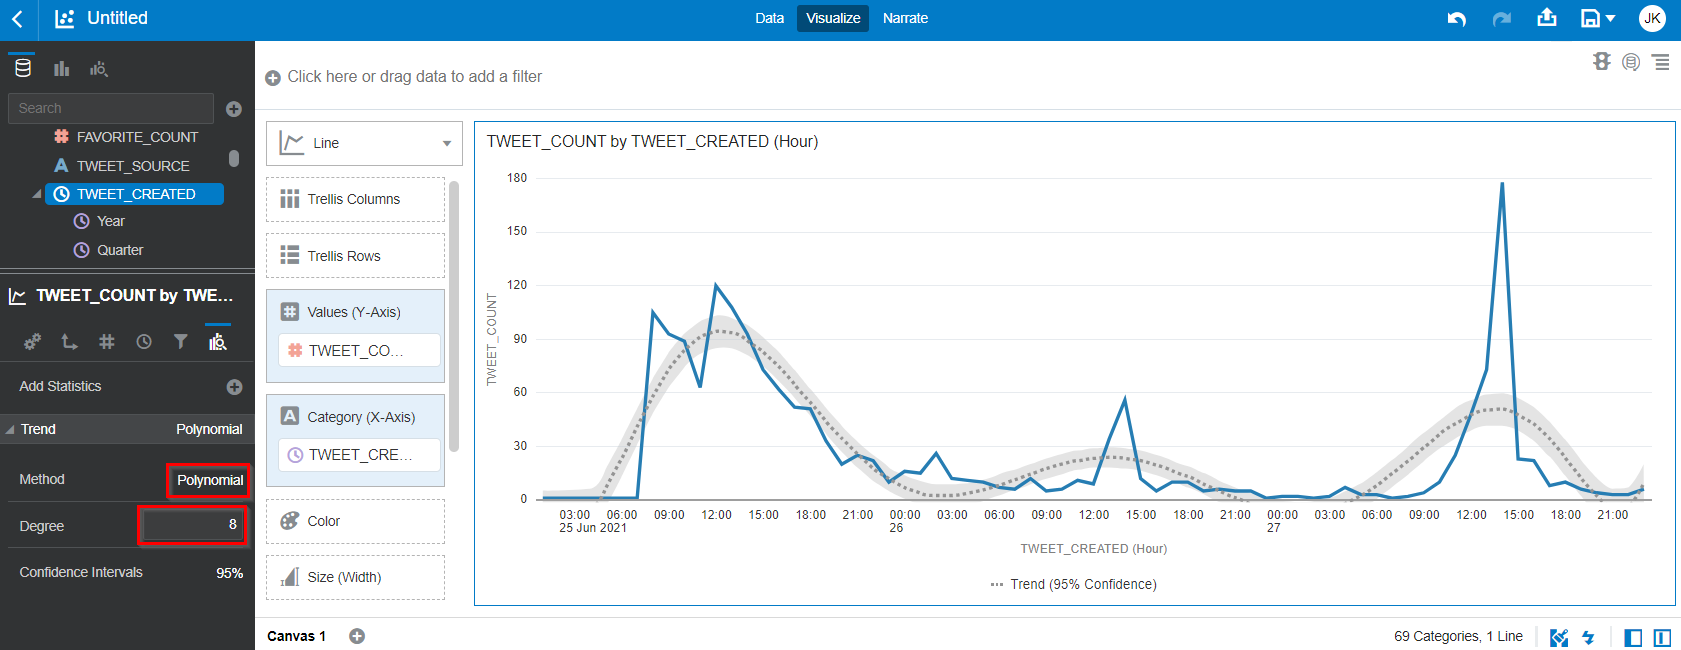 Untitled
Data Visualize Narrate
JK
Search
FAVORITE_COUNT
TWEET_SOURCE
TWEET_CREATED
Year
Quarter
TWEET_COUNT by TWE...
Add Statistics
Trend Polynomial
Method Polynomial
Degree 8
Confidence Intervals 95%
Click here or drag data to add a filter
Line
Trellis Columns
Trellis Rows
Values (Y-Axis)
TWEET_CO...
Category (X-Axis)
TWEET_CRE...
Color
Size (Width)
TWEET_COUNT by TWEET_CREATED (Hour)
TWEET_COUNT
180
150
120
90
60
30
0
03:00 06:00 09:00 12:00 15:00 18:00 21:00 00:00 03:00 06:00 09:00 12:00 15:00 18:00 21:00 00:00 03:00 06:00 09:00 12:00 15:00 18:00 21:00
25 Jun 2021 26 27
TWEET_CREATED (Hour)
Trend (95% Confidence)
Canvas 1
69 Categories, 1 Line